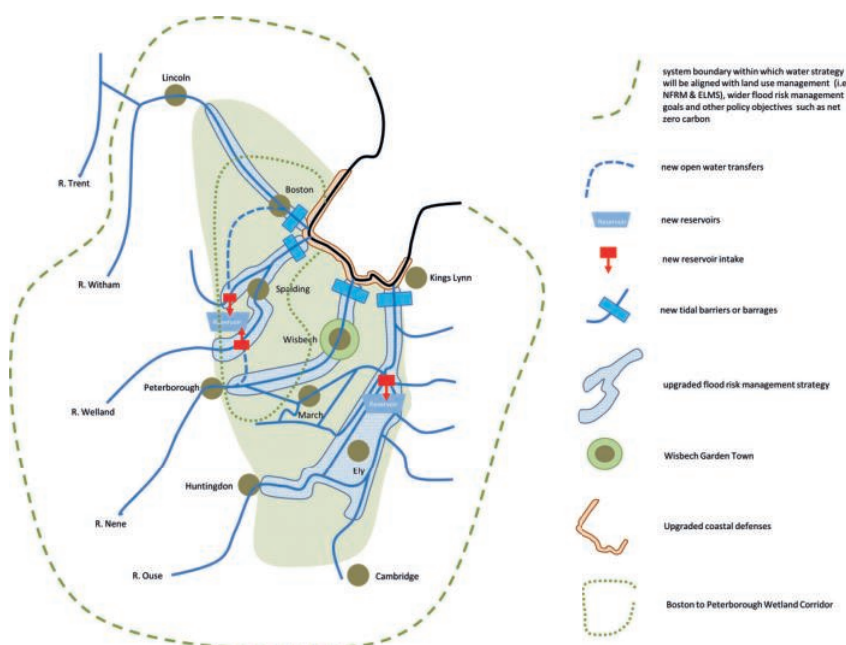 Lincoln
R. Trent
Boston
R. Witham
Kings Lynn
Spalding
Reservoir
Wisbech
Peterborough
R. Welland
March
Reservoir
Ely
Huntingdon
R. Nene
R. Ouse
Cambridge
system boundary within which water strategy
will be aligned with land use management (i.e
NFRM & ELMS), wider flood risk management
goals and other policy objectives such as net
zero carbon
new open water transfers
Reservoir
new reservoirs
new reservoir intake
new tidal barriers or barrages
upgraded flood risk management strategy
Wisbech Garden Town
Upgraded coastal defenses
Boston to Peterborough Wetland Corridor